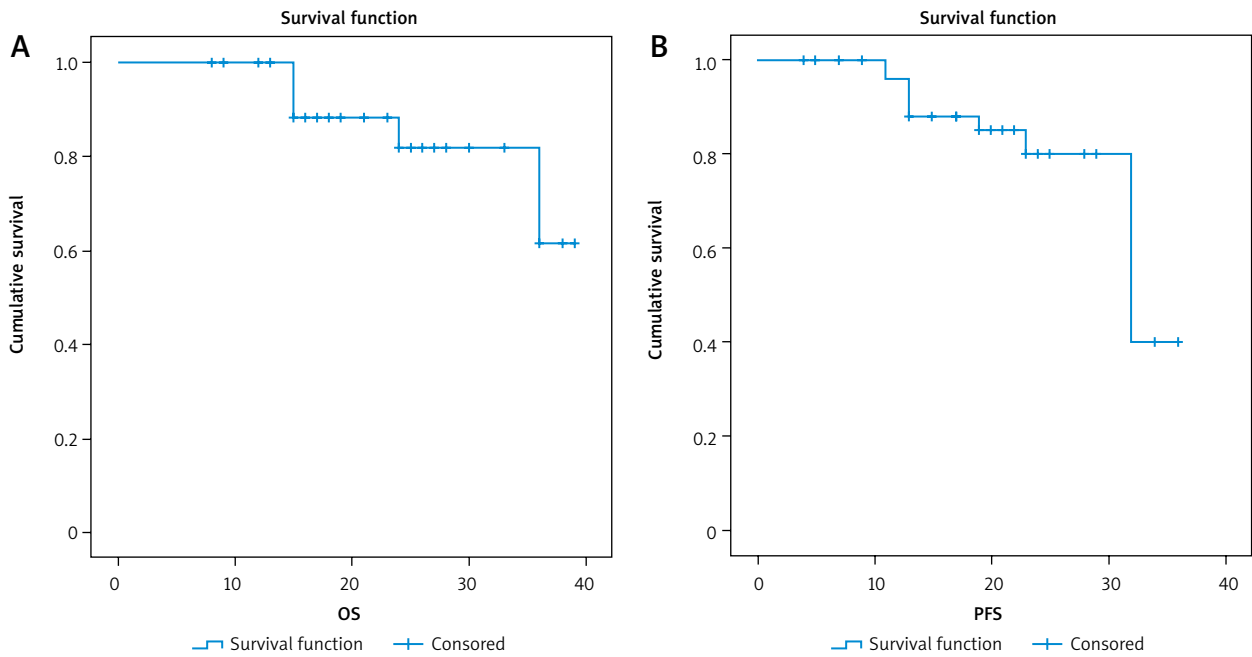 A
Survival function
Cumulative survival
1.0
0.8
0.6
0.4
0.2
0
0 10 20 30 40
OS
Survival function Consored
B
Survival function
Cumulative survival
1.0
0.8
0.6
0.4
0.2
0
0 10 20 30 40
PFS
Survival function Consored